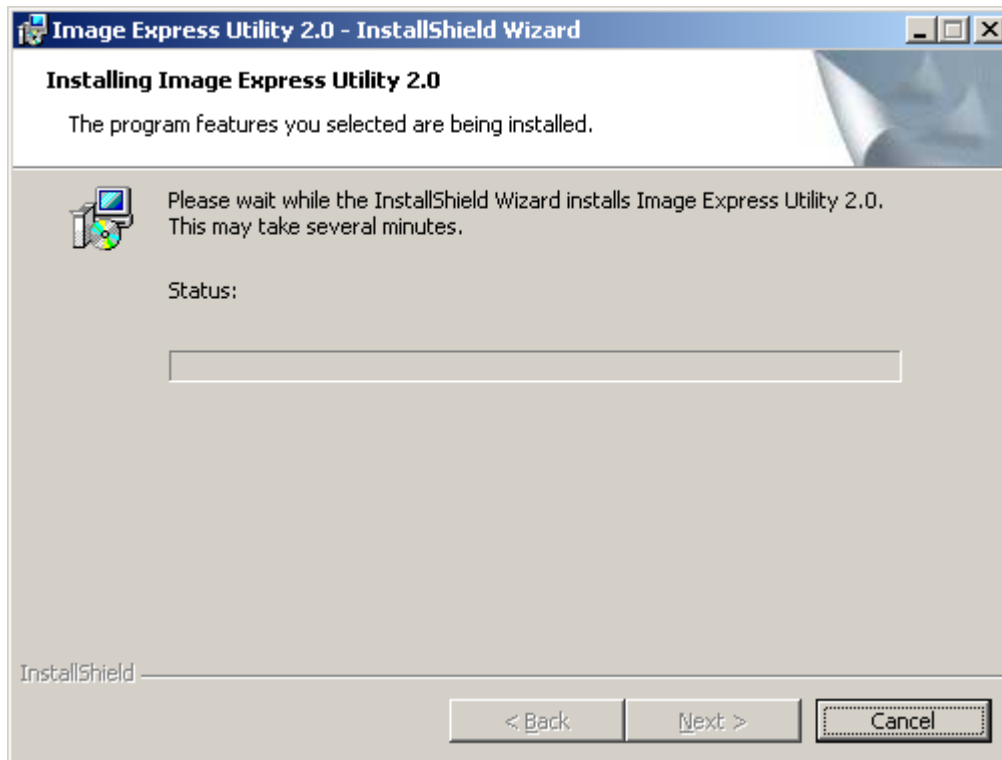 Image Express Utility 2.0 - InstallShield Wizard
Installing Image Express Utility 2.0
The program features you selected are being installed.
Please wait while the InstallShield Wizard installs Image Express Utility 2.0.
This may take several minutes.
Status:
InstallShield
< Back
Next >
Cancel